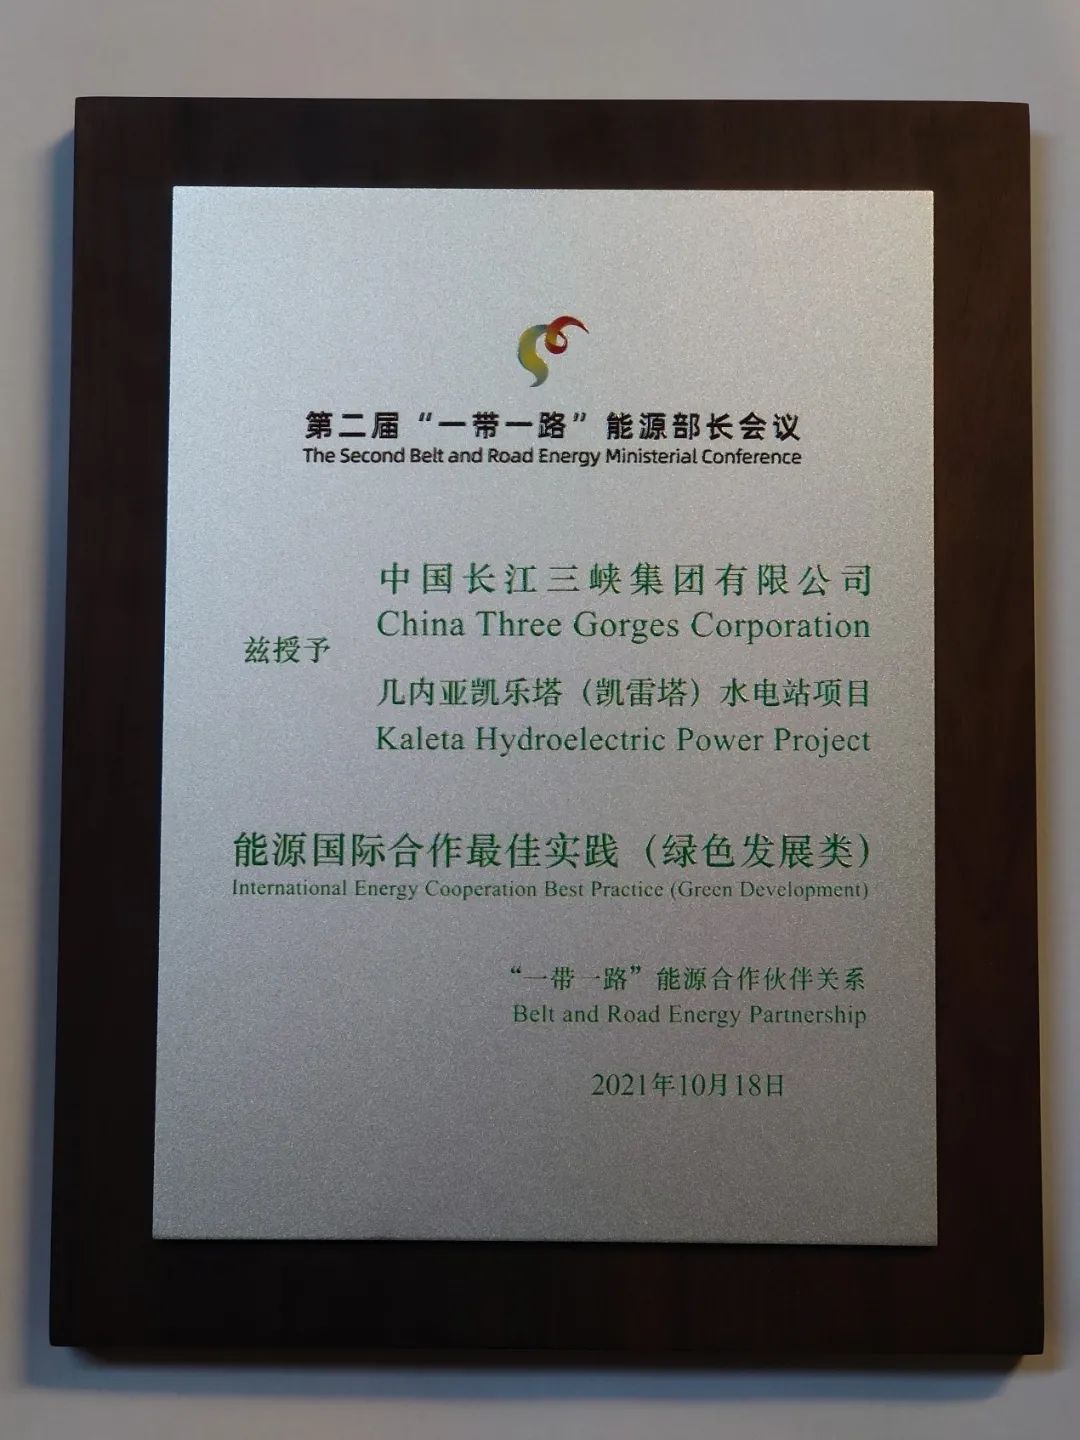 第二届“一带一路”能源部长会议
The Second Belt and Road Energy Ministerial Conference
兹授予
中国长江三峡集团有限公司
China Three Gorges Corporation
几内亚凯乐塔（凯雷塔）水电站项目
Kaleta Hydroelectric Power Project
能源国际合作最佳实践（绿色发展类）
International Energy Cooperation Best Practice (Green Development)
“一带一路”能源合作伙伴关系
Belt and Road Energy Partnership
2021年10月18日